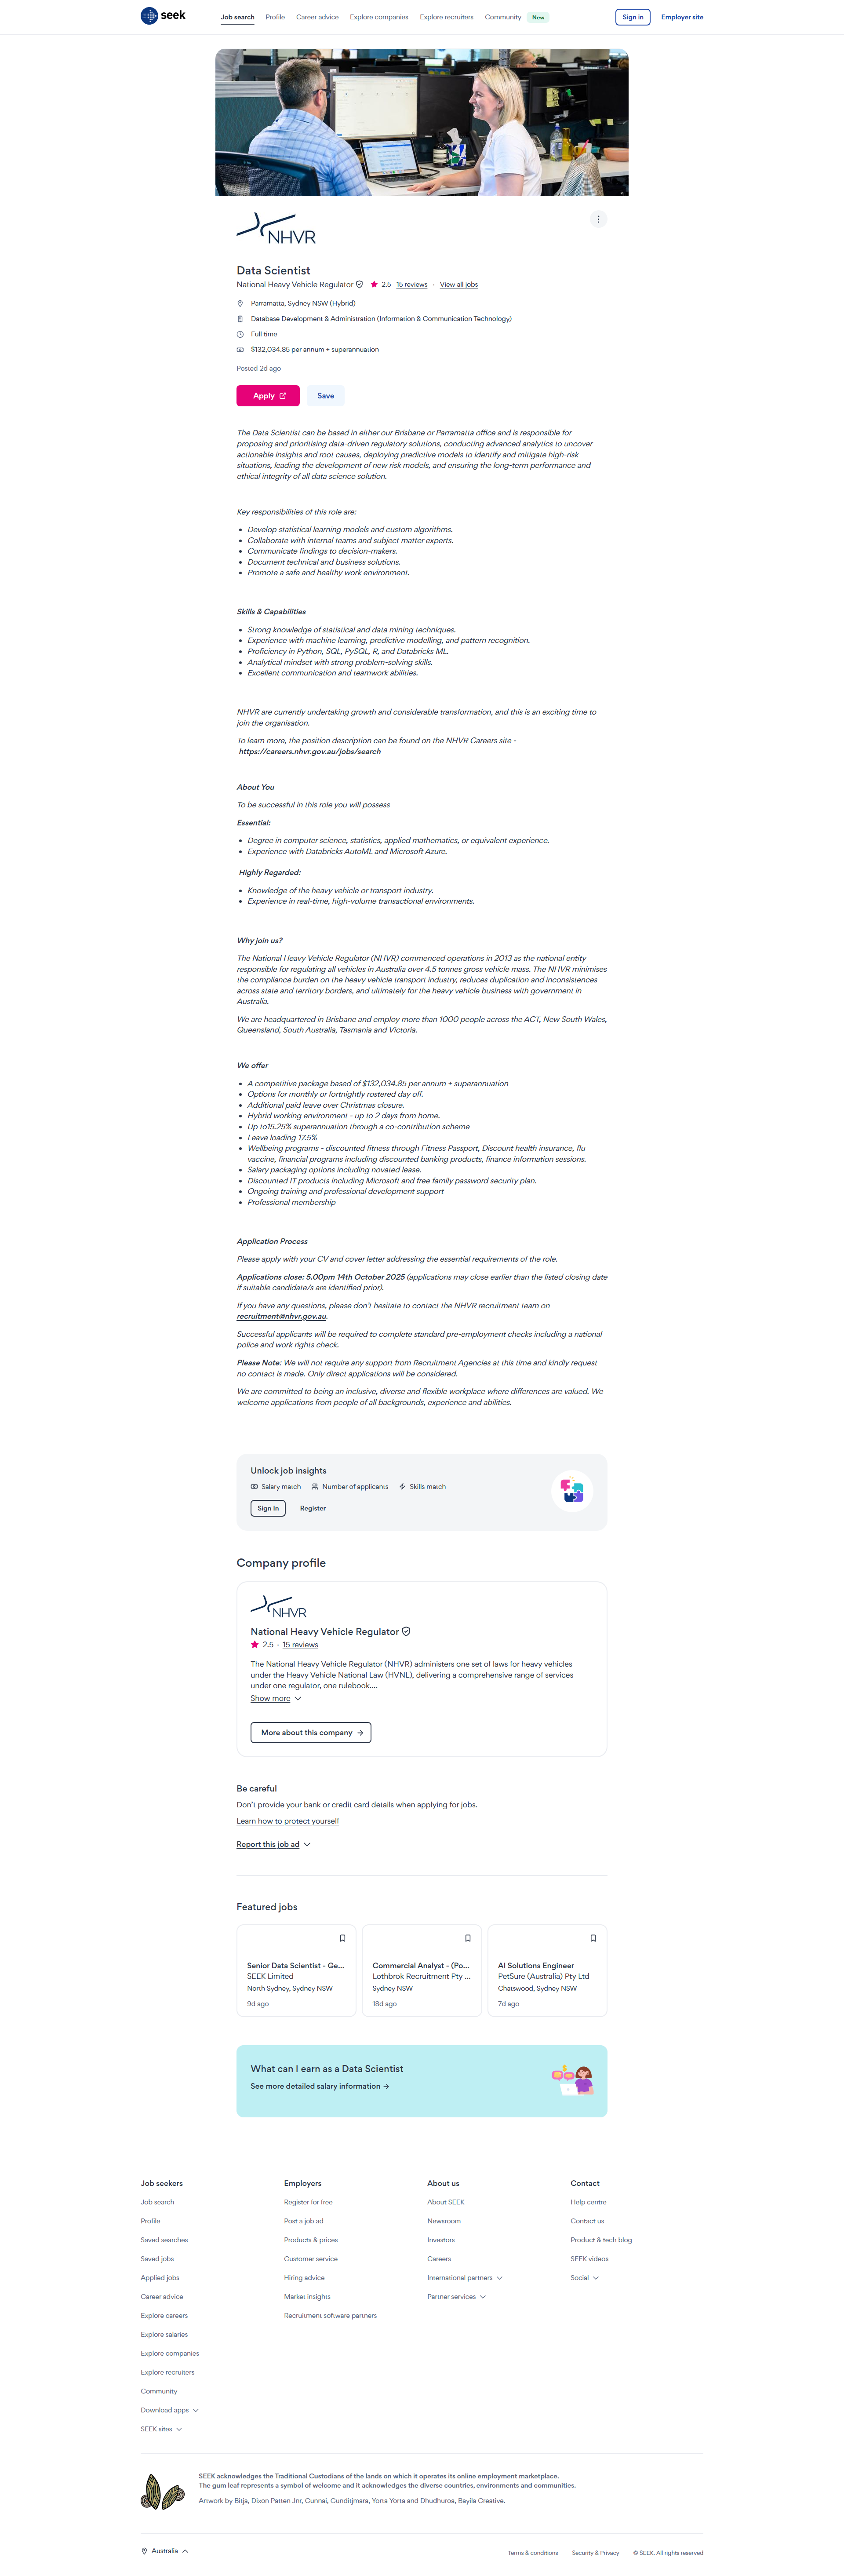 seek
Job search Profile Career advice Explore companies Explore recruiters Community New Sign in Employer site
NHVR
Data Scientist
National Heavy Vehicle Regulator 2.5 15 reviews · View all jobs
Parramatta, Sydney NSW (Hybrid)
Database Development & Administration (Information & Communication Technology)
Full time
$132,034.85 per annum + superannuation
Posted 2d ago
Apply Save
The Data Scientist can be based in either our Brisbane or Parramatta office and is responsible for
proposing and prioritising data-driven regulatory solutions, conducting advanced analytics to uncover
actionable insights and root causes, deploying predictive models to identify and mitigate high-risk
situations, leading the development of new risk models, and ensuring the long-term performance and
ethical integrity of all data science solution.
Key responsibilities of this role are:
• Develop statistical learning models and custom algorithms.
• Collaborate with internal teams and subject matter experts.
• Communicate findings to decision-makers.
• Document technical and business solutions.
• Promote a safe and healthy work environment.
Skills & Capabilities
• Strong knowledge of statistical and data mining techniques.
• Experience with machine learning, predictive modelling, and pattern recognition.
• Proficiency in Python, SQL, PySQL, R, and Databricks ML.
• Analytical mindset with strong problem-solving skills.
• Excellent communication and teamwork abilities.
NHVR are currently undertaking growth and considerable transformation, and this is an exciting time to
join the organisation.
To learn more, the position description can be found on the NHVR Careers site -
https://careers.nhvr.gov.au/jobs/search
About You
To be successful in this role you will possess
Essential:
• Degree in computer science, statistics, applied mathematics, or equivalent experience.
• Experience with Databricks AutoML and Microsoft Azure.
Highly Regarded:
• Knowledge of the heavy vehicle or transport industry.
• Experience in real-time, high-volume transactional environments.
Why join us?
The National Heavy Vehicle Regulator (NHVR) commenced operations in 2013 as the national entity
responsible for regulating all vehicles in Australia over 4.5 tonnes gross vehicle mass. The NHVR minimises
the compliance burden on the heavy vehicle transport industry, reduces duplication and inconsistences
across state and territory borders, and ultimately for the heavy vehicle business with government in
Australia.
We are headquartered in Brisbane and employ more than 1000 people across the ACT, New South Wales,
Queensland, South Australia, Tasmania and Victoria.
We offer
• A competitive package based of $132,034.85 per annum + superannuation
• Options for monthly or fortnightly rostered day off.
• Additional paid leave over Christmas closure.
• Hybrid working environment - up to 2 days from home.
• Up to15.25% superannuation through a co-contribution scheme
• Leave loading 17.5%
• Wellbeing programs - discounted fitness through Fitness Passport, Discount health insurance, flu
vaccine, financial programs including discounted banking products, finance information sessions.
• Salary packaging options including novated lease.
• Discounted IT products including Microsoft and free family password security plan.
• Ongoing training and professional development support
• Professional membership
Application Process
Please apply with your CV and cover letter addressing the essential requirements of the role.
Applications close: 5.00pm 14th October 2025 (applications may close earlier than the listed closing date
if suitable candidate/s are identified prior).
If you have any questions, please don't hesitate to contact the NHVR recruitment team on
recruitment@nhvr.gov.au.
Successful applicants will be required to complete standard pre-employment checks including a national
police and work rights check.
Please Note: We will not require any support from Recruitment Agencies at this time and kindly request
no contact is made. Only direct applications will be considered.
We are committed to being an inclusive, diverse and flexible workplace where differences are valued. We
welcome applications from people of all backgrounds, experience and abilities.
Unlock job insights
Salary match Number of applicants Skills match
Sign In Register
Company profile
NHVR
National Heavy Vehicle Regulator
2.5 · 15 reviews
The National Heavy Vehicle Regulator (NHVR) administers one set of laws for heavy vehicles
under the Heavy Vehicle National Law (HVNL), delivering a comprehensive range of services
under one regulator, one rulebook....
Show more
More about this company
Be careful
Don't provide your bank or credit card details when applying for jobs.
Learn how to protect yourself
Report this job ad
Featured jobs
Senior Data Scientist - Ge...
SEEK Limited
North Sydney, Sydney NSW
9d ago
Commercial Analyst - (Po...
Lothbrok Recruitment Pty ...
Sydney NSW
18d ago
AI Solutions Engineer
PetSure (Australia) Pty Ltd
Chatswood, Sydney NSW
7d ago
What can I earn as a Data Scientist
See more detailed salary information
Job seekers
Job search
Profile
Saved searches
Saved jobs
Applied jobs
Career advice
Explore careers
Explore salaries
Explore companies
Explore recruiters
Community
Download apps
SEEK sites
Employers
Register for free
Post a job ad
Products & prices
Customer service
Hiring advice
Market insights
Recruitment software partners
About us
About SEEK
Newsroom
Investors
Careers
International partners
Partner services
Contact
Help centre
Contact us
Product & tech blog
SEEK videos
Social
SEEK acknowledges the Traditional Custodians of the lands on which it operates its online employment marketplace.
The gum leaf represents a symbol of welcome and it acknowledges the diverse countries, environments and communities.
Artwork by Bitja, Dixon Patten Jnr, Gunnai, Gunditjmara, Yorta Yorta and Dhudhuroa, Bayila Creative.
Australia
Terms & conditions Security & Privacy © SEEK. All rights reserved